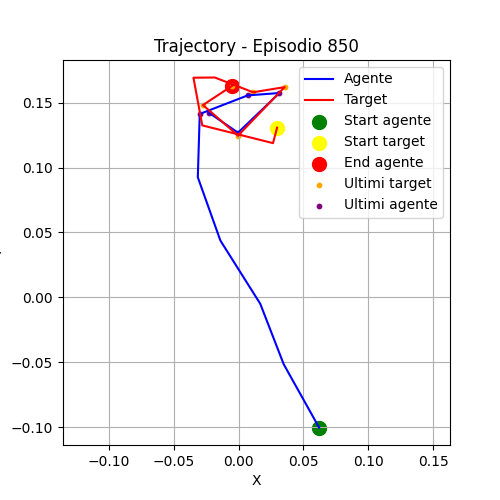 Trajectory - Episodio 850
Agente
Target
Start agente
Start target
End agente
Ultimi target
Ultimi agente
0.15
0.10
0.05
0.00
−0.05
−0.10
−0.10
−0.05
0.00
0.05
0.10
0.15
X